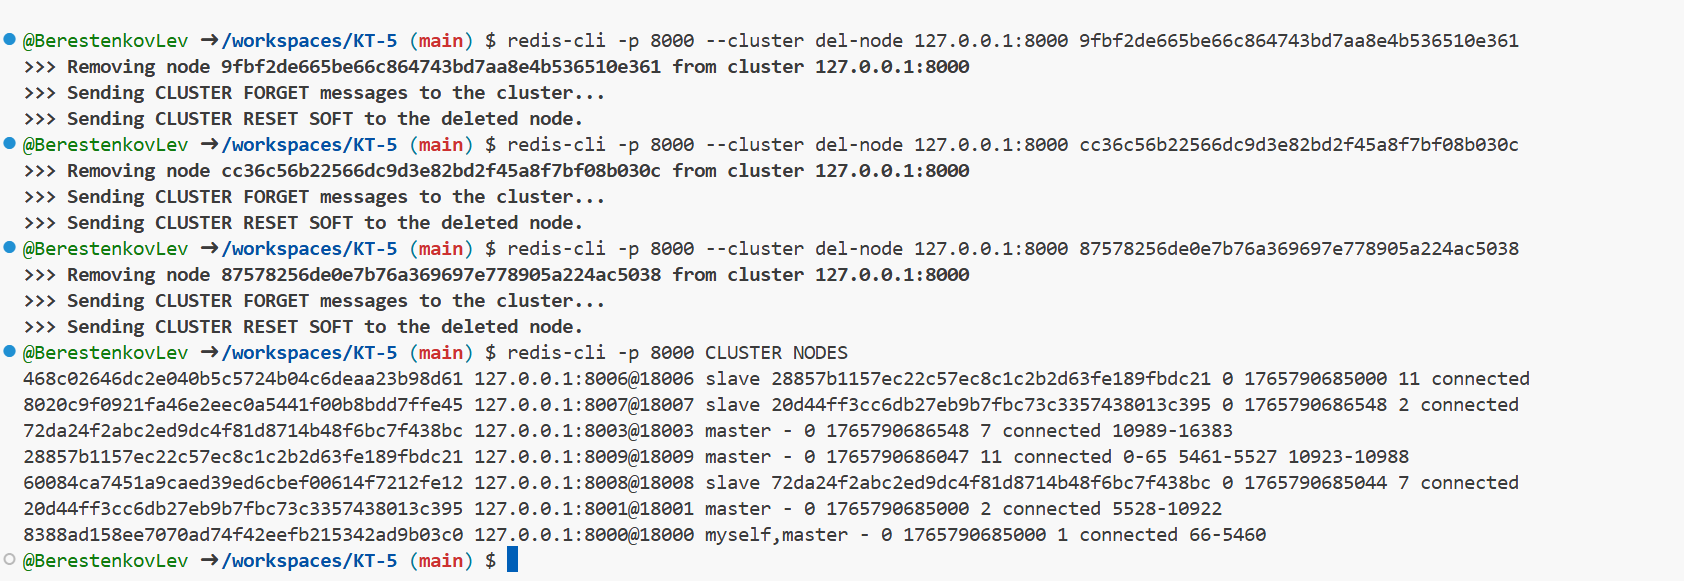 @BerestenkovLev ➜/workspaces/KT-5 (main) $ redis-cli -p 8000 --cluster del-node 127.0.0.1:8000 9fbf2de665be66c864743bd7aa8e4b536510e361
>>> Removing node 9fbf2de665be66c864743bd7aa8e4b536510e361 from cluster 127.0.0.1:8000
>>> Sending CLUSTER FORGET messages to the cluster...
>>> Sending CLUSTER RESET SOFT to the deleted node.
@BerestenkovLev ➜/workspaces/KT-5 (main) $ redis-cli -p 8000 --cluster del-node 127.0.0.1:8000 cc36c56b22566dc9d3e82bd2f45a8f7bf08b030c
>>> Removing node cc36c56b22566dc9d3e82bd2f45a8f7bf08b030c from cluster 127.0.0.1:8000
>>> Sending CLUSTER FORGET messages to the cluster...
>>> Sending CLUSTER RESET SOFT to the deleted node.
@BerestenkovLev ➜/workspaces/KT-5 (main) $ redis-cli -p 8000 --cluster del-node 127.0.0.1:8000 87578256de0e7b76a369697e778905a224ac5038
>>> Removing node 87578256de0e7b76a369697e778905a224ac5038 from cluster 127.0.0.1:8000
>>> Sending CLUSTER FORGET messages to the cluster...
>>> Sending CLUSTER RESET SOFT to the deleted node.
@BerestenkovLev ➜/workspaces/KT-5 (main) $ redis-cli -p 8000 CLUSTER NODES
468c02646dc2e040b5c5724b04c6deaa23b98d61 127.0.0.1:8006@18006 slave 28857b1157ec22c57ec8c1c2b2d63fe189fbdc21 0 1765790685000 11 connected
8020c9f0921fa46e2eec0a5441f00b8bdd7ffe45 127.0.0.1:8007@18007 slave 20d44ff3cc6db27eb9b7fbc73c3357438013c395 0 1765790686548 2 connected
72da24f2abc2ed9dc4f81d8714b48f6bc7f438bc 127.0.0.1:8003@18003 master - 0 1765790686548 7 connected 10989-16383
28857b1157ec22c57ec8c1c2b2d63fe189fbdc21 127.0.0.1:8009@18009 master - 0 1765790686047 11 connected 0-65 5461-5527 10923-10988
60084ca7451a9caed39ed6cbef00614f7212fe12 127.0.0.1:8008@18008 slave 72da24f2abc2ed9dc4f81d8714b48f6bc7f438bc 0 1765790685044 7 connected
20d44ff3cc6db27eb9b7fbc73c3357438013c395 127.0.0.1:8001@18001 master - 0 1765790685000 2 connected 5528-10922
8388ad158ee7070ad74f42eefb215342ad9b03c0 127.0.0.1:8000@18000 myself,master - 0 1765790685000 1 connected 66-5460
@BerestenkovLev ➜/workspaces/KT-5 (main) $